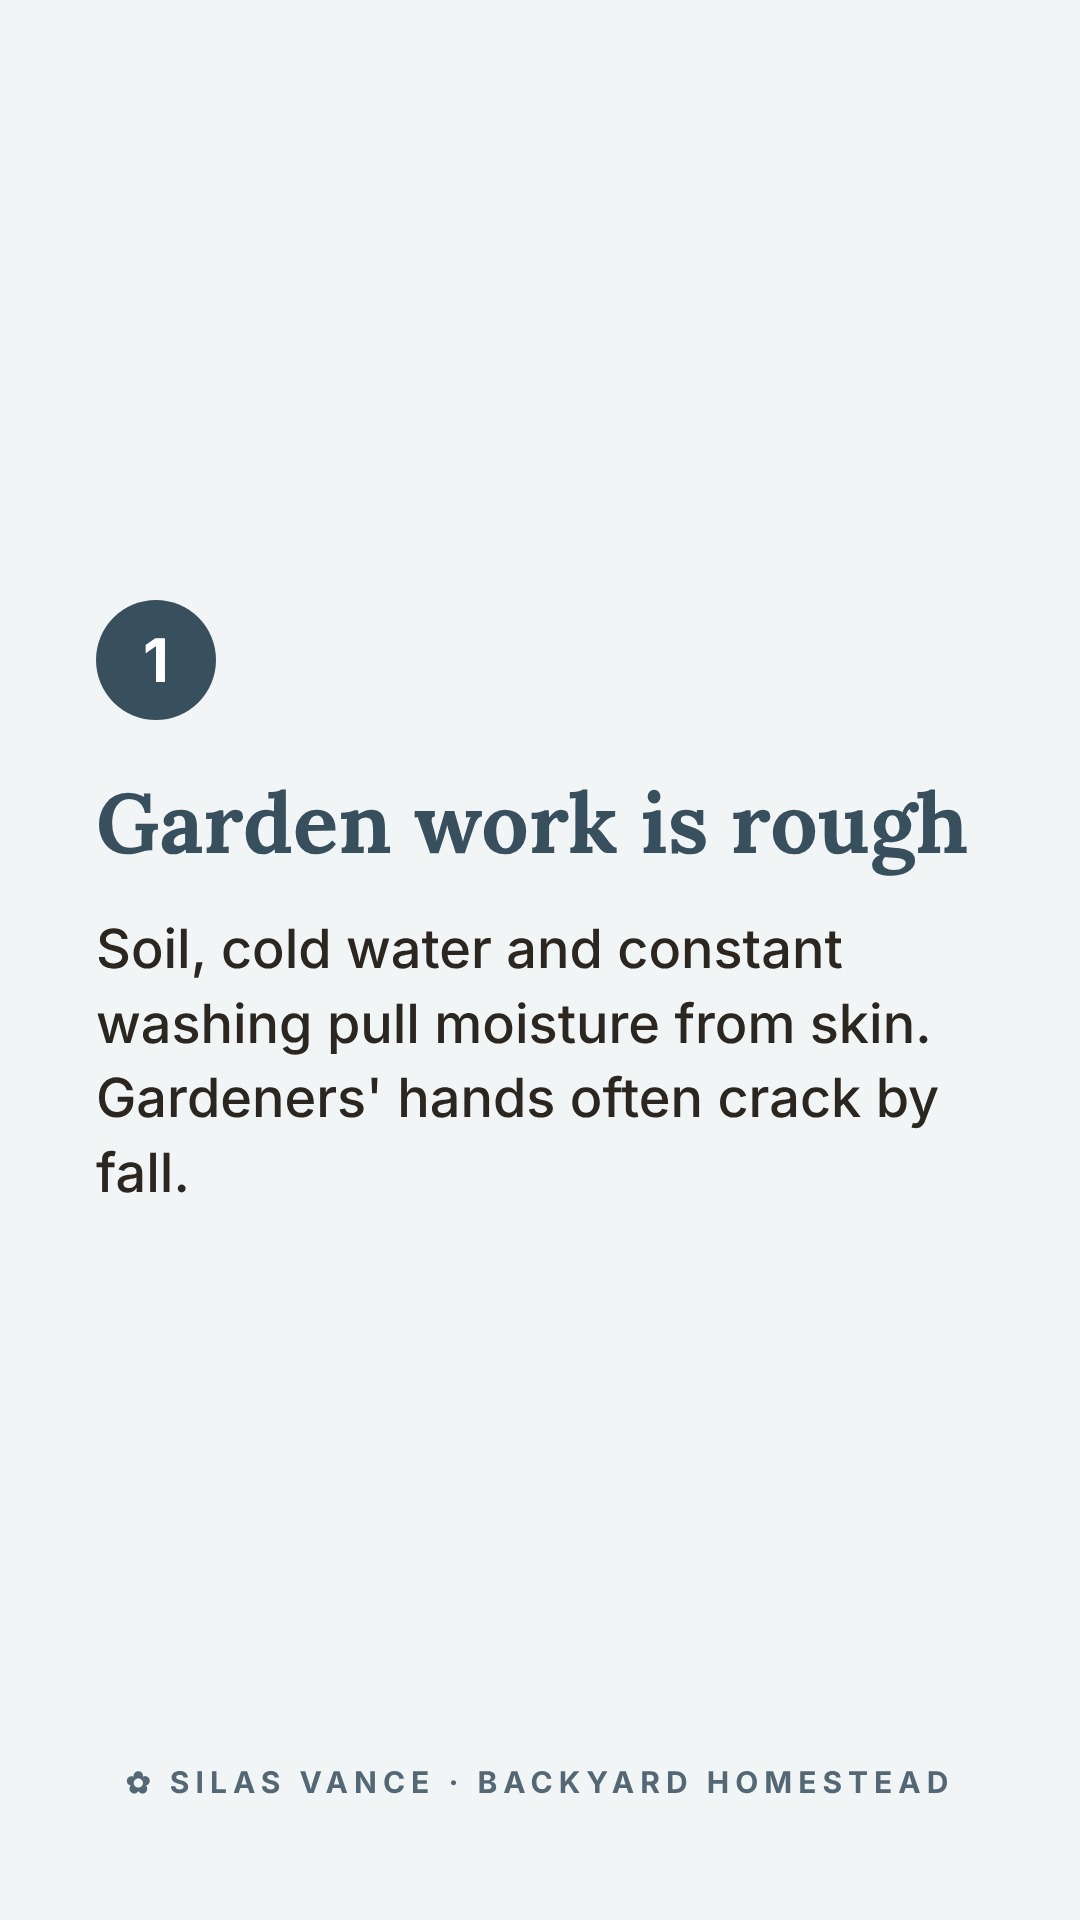 1
Garden work is rough
Soil, cold water and constant
washing pull moisture from skin.
Gardeners' hands often crack by
fall.
✿ SILAS VANCE · BACKYARD HOMESTEAD